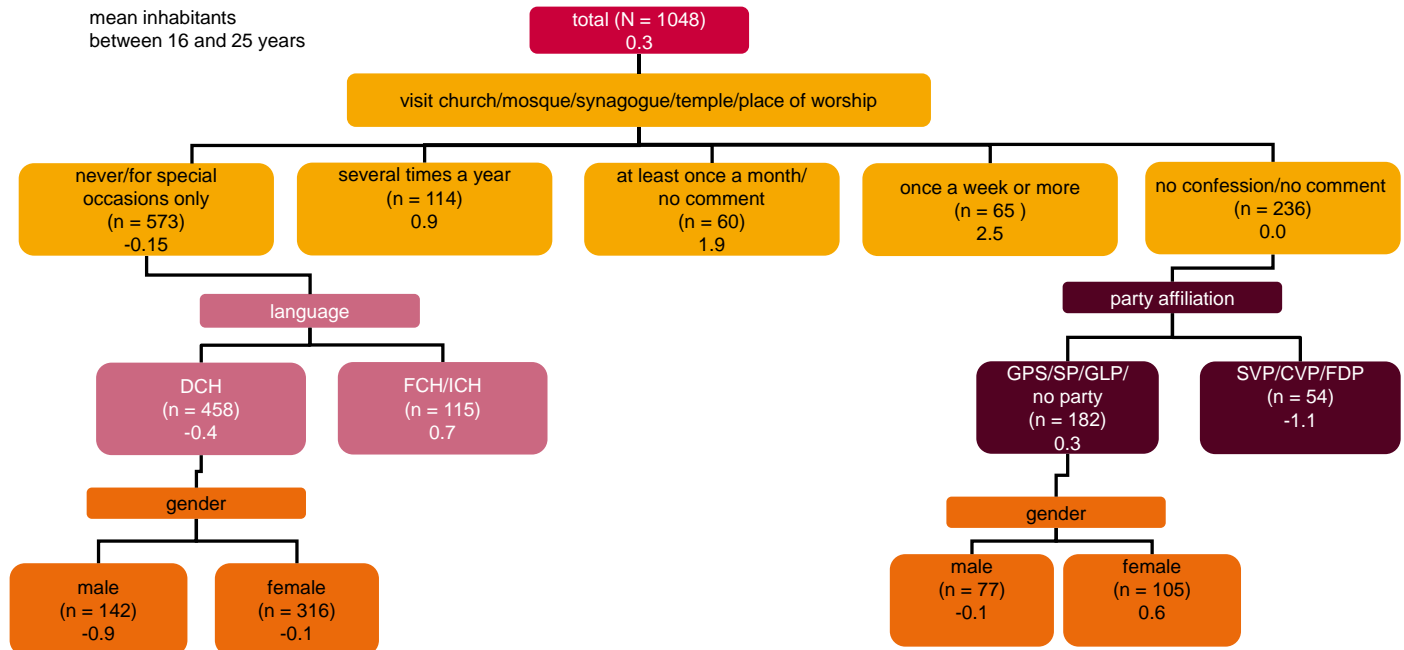 mean inhabitants
between 16 and 25 years
total (N = 1048)
0.3
visit church/mosque/synagogue/temple/place of worship
never/for special
occasions only
(n = 573)
-0.15
several times a year
(n = 114)
0.9
at least once a month/
no comment
(n = 60)
1.9
once a week or more
(n = 65 )
2.5
no confession/no comment
(n = 236)
0.0
language
party affiliation
DCH
(n = 458)
-0.4
FCH/ICH
(n = 115)
0.7
GPS/SP/GLP/
no party
(n = 182)
0.3
SVP/CVP/FDP
(n = 54)
-1.1
gender
gender
male
(n = 142)
-0.9
female
(n = 316)
-0.1
male
(n = 77)
-0.1
female
(n = 105)
0.6